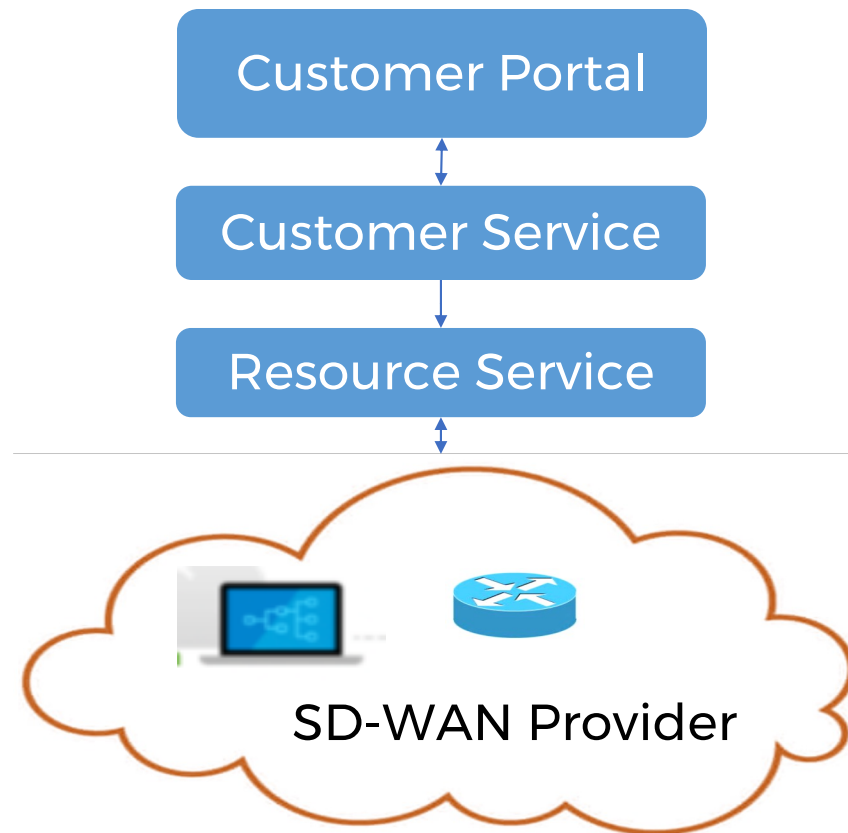 Customer Portal
Customer Service
Resource Service
SD-WAN Provider